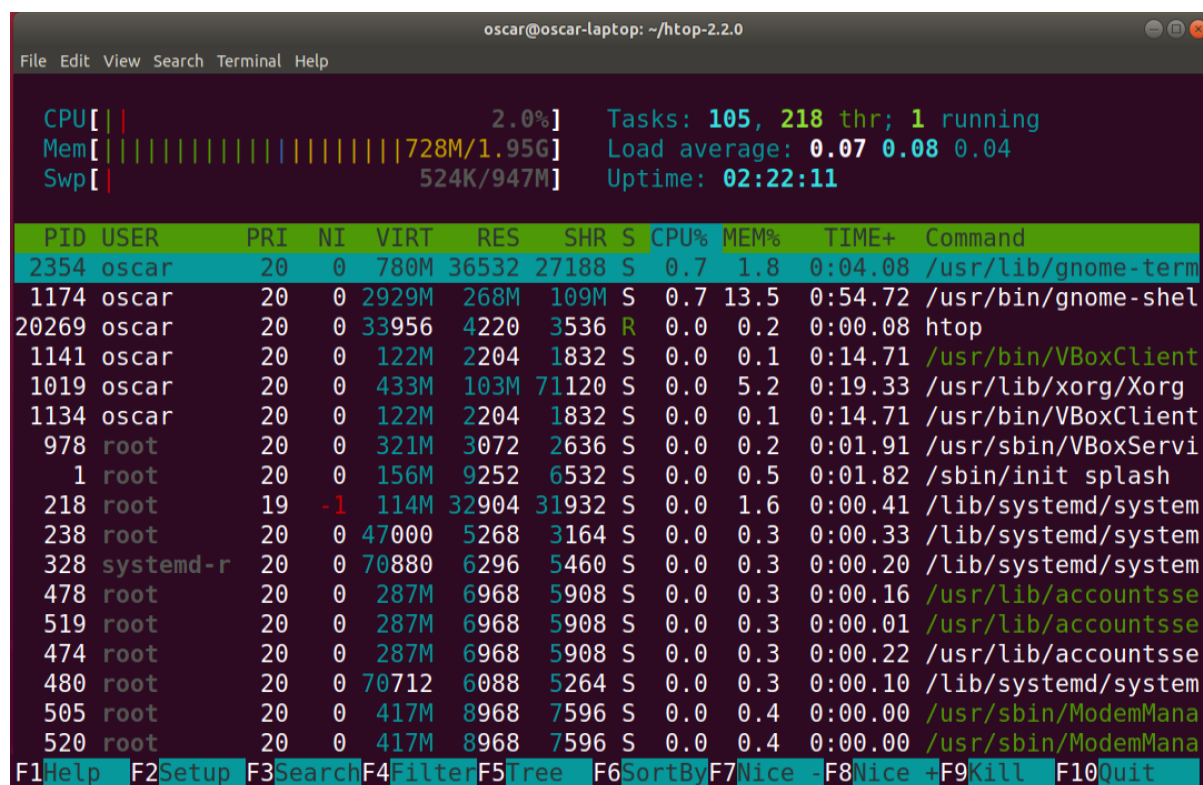 oscar@oscar-laptop: ~/htop-2.2.0
File Edit View Search Terminal Help
CPU[|| 2.0%] Tasks: 105, 218 thr; 1 running
Mem[||||||||||||||||||||||||728M/1.95G] Load average: 0.07 0.08 0.04
Swp[| 524K/947M] Uptime: 02:22:11
PID USER PRI NI VIRT RES SHR S CPU% MEM% TIME+ Command
2354 oscar 20 0 780M 36532 27188 S 0.7 1.8 0:04.08 /usr/lib/gnome-term
1174 oscar 20 0 2929M 268M 109M S 0.7 13.5 0:54.72 /usr/bin/gnome-shel
20269 oscar 20 0 33956 4220 3536 R 0.0 0.2 0:00.08 htop
1141 oscar 20 0 122M 2204 1832 S 0.0 0.1 0:14.71 /usr/bin/VBoxClient
1019 oscar 20 0 433M 103M 71120 S 0.0 5.2 0:19.33 /usr/lib/xorg/Xorg
1134 oscar 20 0 122M 2204 1832 S 0.0 0.1 0:14.71 /usr/bin/VBoxClient
978 root 20 0 321M 3072 2636 S 0.0 0.2 0:01.91 /usr/sbin/VBoxServi
1 root 20 0 156M 9252 6532 S 0.0 0.5 0:01.82 /sbin/init splash
218 root 19 -1 114M 32904 31932 S 0.0 1.6 0:00.41 /lib/systemd/system
238 root 20 0 47000 5268 3164 S 0.0 0.3 0:00.33 /lib/systemd/system
328 systemd-r 20 0 70880 6296 5460 S 0.0 0.3 0:00.20 /lib/systemd/system
478 root 20 0 287M 6968 5908 S 0.0 0.3 0:00.16 /usr/lib/accountsse
519 root 20 0 287M 6968 5908 S 0.0 0.3 0:00.01 /usr/lib/accountsse
474 root 20 0 287M 6968 5908 S 0.0 0.3 0:00.22 /usr/lib/accountsse
480 root 20 0 70712 6088 5264 S 0.0 0.3 0:00.10 /lib/systemd/system
505 root 20 0 417M 8968 7596 S 0.0 0.4 0:00.00 /usr/sbin/ModemMana
520 root 20 0 417M 8968 7596 S 0.0 0.4 0:00.00 /usr/sbin/ModemMana
F1Help F2Setup F3SearchF4FilterF5Tree F6SortByF7Nice -F8Nice +F9Kill F10Quit